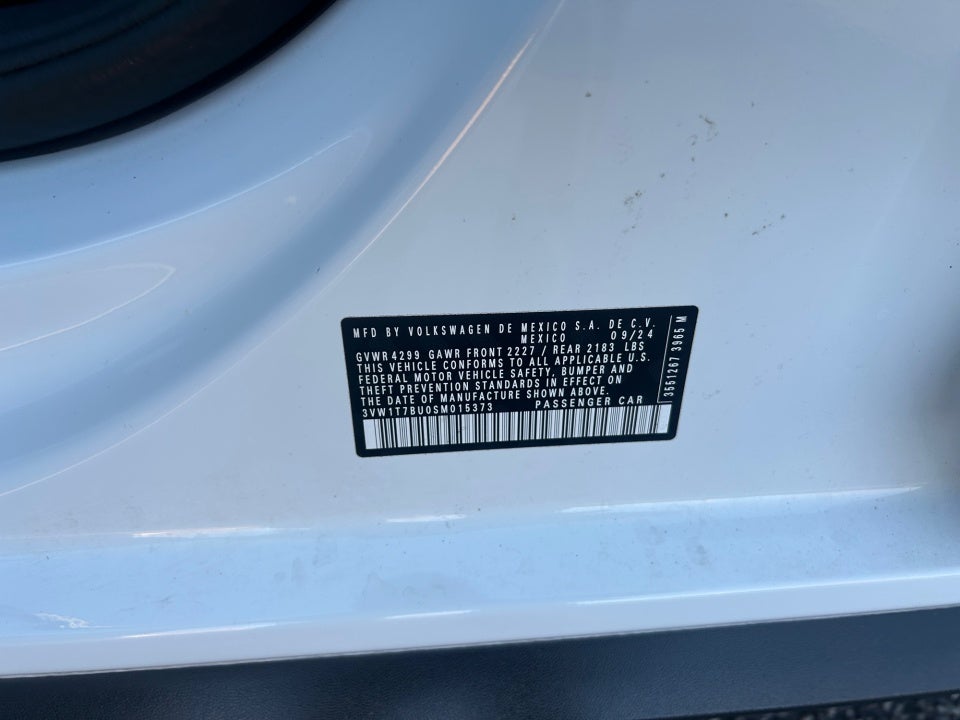 MFD BY VOLKSWAGEN DE MEXICO S.A. DE C.V.
MEXICO 09/24
GVWR 4299 GAWR FRONT 2227 / REAR 2183 LBS
THIS VEHICLE CONFORMS TO ALL APPLICABLE U.S.
FEDERAL MOTOR VEHICLE SAFETY, BUMPER AND
THEFT PREVENTION STANDARDS IN EFFECT ON
THE DATE OF MANUFACTURE SHOWN ABOVE.
3VW1T7BU0SM015373 PASSENGER CAR
3551267 3965 M